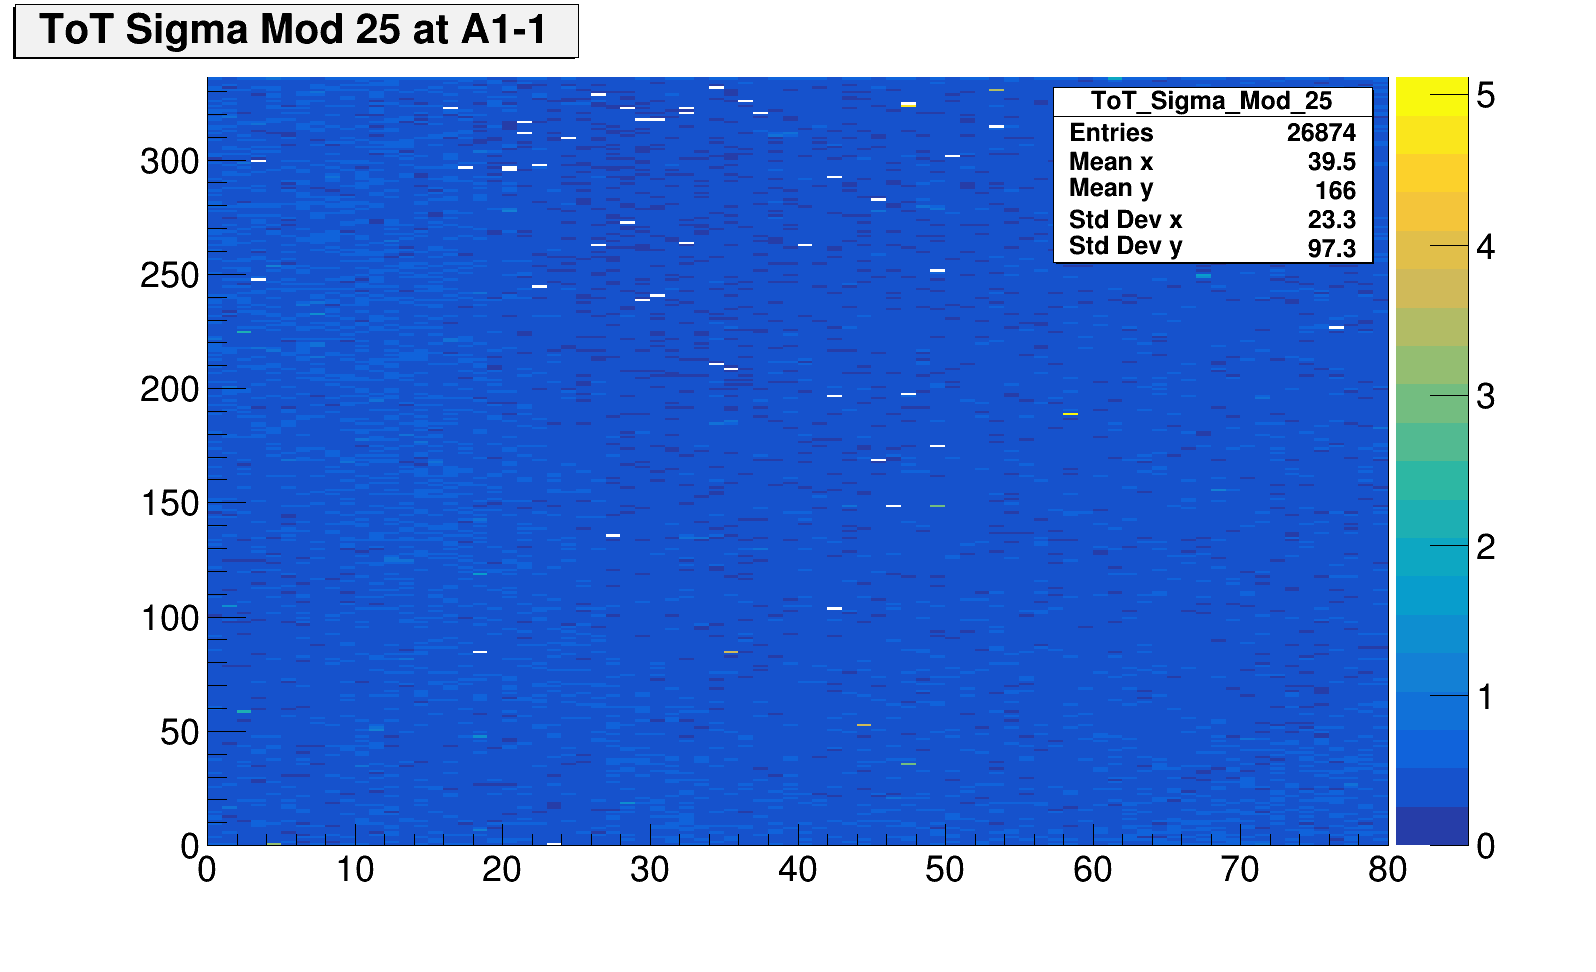 ToT Sigma Mod 25 at A1-1
ToT_Sigma_Mod_25
Entries 26874
Mean x 39.5
Mean y 166
Std Dev x 23.3
Std Dev y 97.3
300
250
200
150
100
50
0
0 10 20 30 40 50 60 70 80
5
4
3
2
1
0